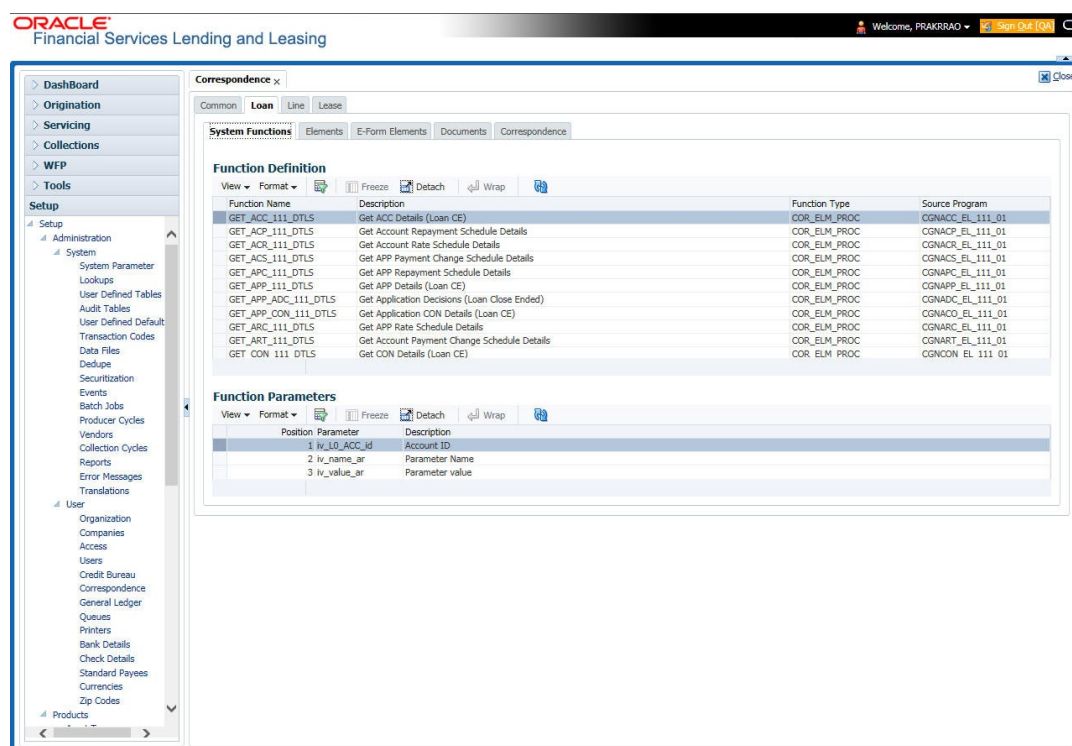 ORACLE
Financial Services Lending and Leasing
Welcome, PRAKRRAO
Sign Out [QA]
Close
DashBoard
Origination
Servicing
Collections
WFP
Tools
Setup
Setup
Administration
System
System Parameter
Lookups
User Defined Tables
Audit Tables
User Defined Default
Transaction Codes
Data Files
Dedupe
Securitization
Events
Batch Jobs
Producer Cycles
Vendors
Collection Cycles
Reports
Error Messages
Translations
User
Organization
Companies
Access
Users
Credit Bureau
Correspondence
General Ledger
Queues
Printers
Bank Details
Check Details
Standard Payees
Currencies
Zip Codes
Products
Correspondence x
Common Loan Line Lease
System Functions Elements E-Form Elements Documents Correspondence
Function Definition
View Format Freeze Detach Wrap
Function Name Description Function Type Source Program
GET_ACC_111_DTLS Get ACC Details (Loan CE) COR_ELM_PROC CGNACC_EL_111_01
GET_ACP_111_DTLS Get Account Repayment Schedule Details COR_ELM_PROC CGNACP_EL_111_01
GET_ACR_111_DTLS Get Account Rate Schedule Details COR_ELM_PROC CGNACR_EL_111_01
GET_ACS_111_DTLS Get APP Payment Change Schedule Details COR_ELM_PROC CGNACS_EL_111_01
GET_APC_111_DTLS Get APP Repayment Schedule Details COR_ELM_PROC CGNAPC_EL_111_01
GET_APP_111_DTLS Get APP Details (Loan CE) COR_ELM_PROC CGNAPP_EL_111_01
GET_APP_ADC_111_DTLS Get Application Decisions (Loan Close Ended) COR_ELM_PROC CGNADC_EL_111_01
GET_APP_CON_111_DTLS Get Application CON Details (Loan CE) COR_ELM_PROC CGNACO_EL_111_01
GET_ARC_111_DTLS Get APP Rate Schedule Details COR_ELM_PROC CGNARC_EL_111_01
GET_ART_111_DTLS Get Account Payment Change Schedule Details COR_ELM_PROC CGNART_EL_111_01
GET_CON_111_DTLS Get CON Details (Loan CE) COR_ELM_PROC CGNCON_EL_111_01
Function Parameters
View Format Freeze Detach Wrap
Position Parameter Description
1 iv_L0_ACC_id Account ID
2 iv_name_ar Parameter Name
3 iv_value_ar Parameter value